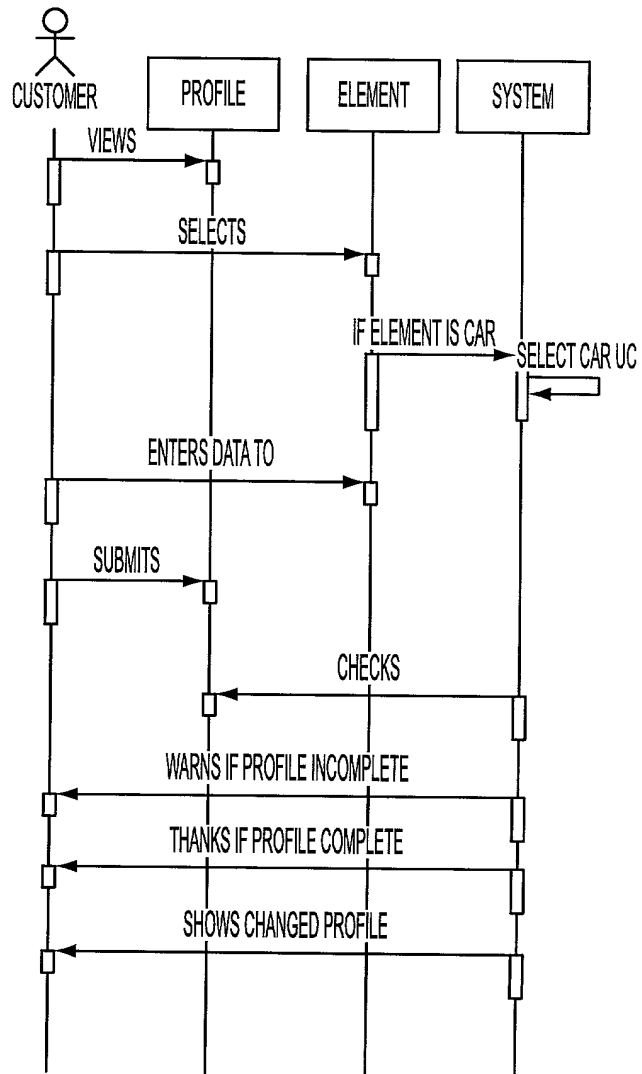 CUSTOMER
PROFILE
ELEMENT
SYSTEM
VIEWS
SELECTS
IF ELEMENT IS CAR
SELECT CAR UC
ENTERS DATA TO
SUBMITS
CHECKS
WARNS IF PROFILE INCOMPLETE
THANKS IF PROFILE COMPLETE
SHOWS CHANGED PROFILE